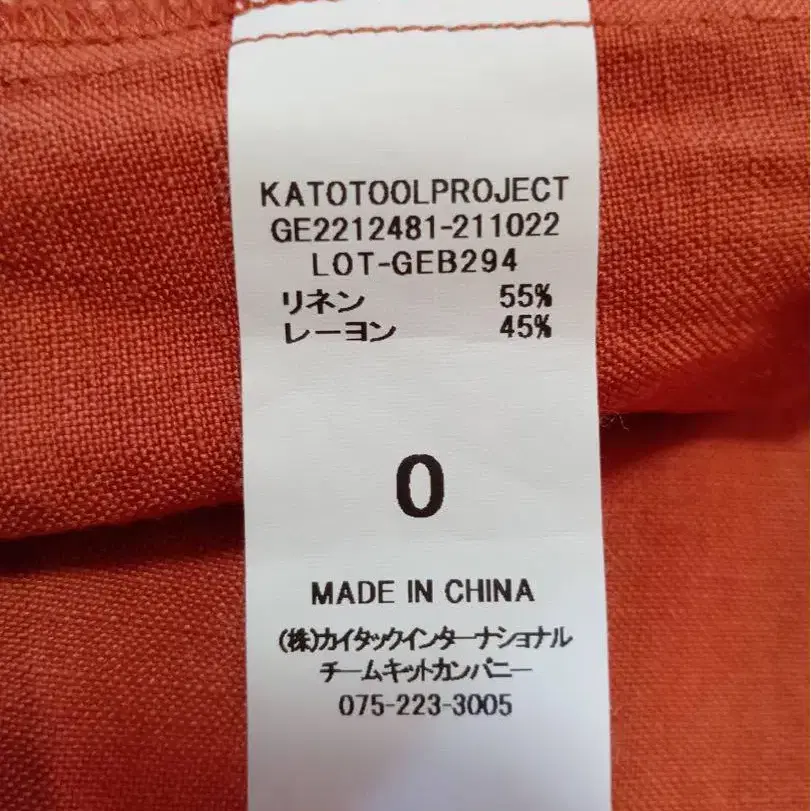 KATOTOOLPROJECT
GE2212481-211022
LOT-GEB294
リネン 55%
レーヨン 45%
0
MADE IN CHINA
(株)カイタックインターナショナル
チームキットカンパニー
075-223-3005